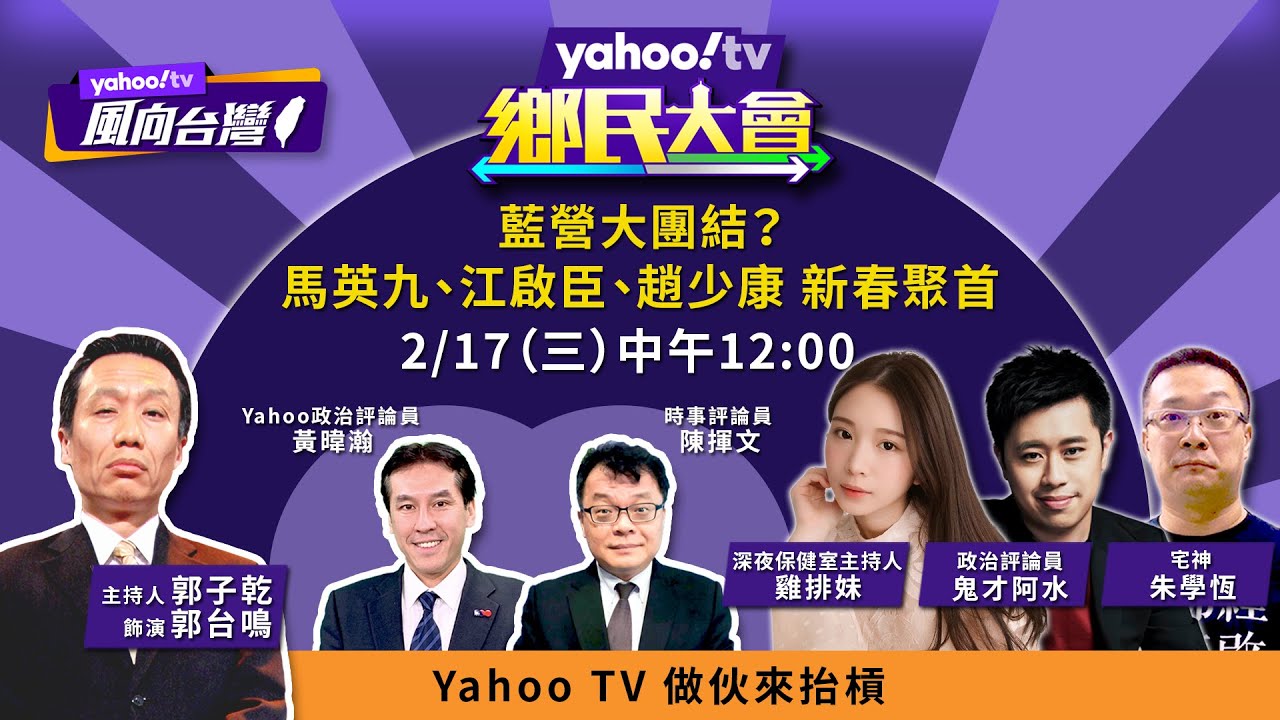 yahoo!tv
風向台灣
yahoo!tv
鄉民大會
藍營大團結？
馬英九、江啟臣、趙少康 新春聚首
2/17（三）中午12:00
Yahoo政治評論員
黃暐瀚
時事評論員
陳揮文
主持人 郭子乾
飾演 郭台鳴
深夜保健室主持人
雞排妹
政治評論員
鬼才阿水
宅神
朱學恆
Yahoo TV 做伙來抬槓